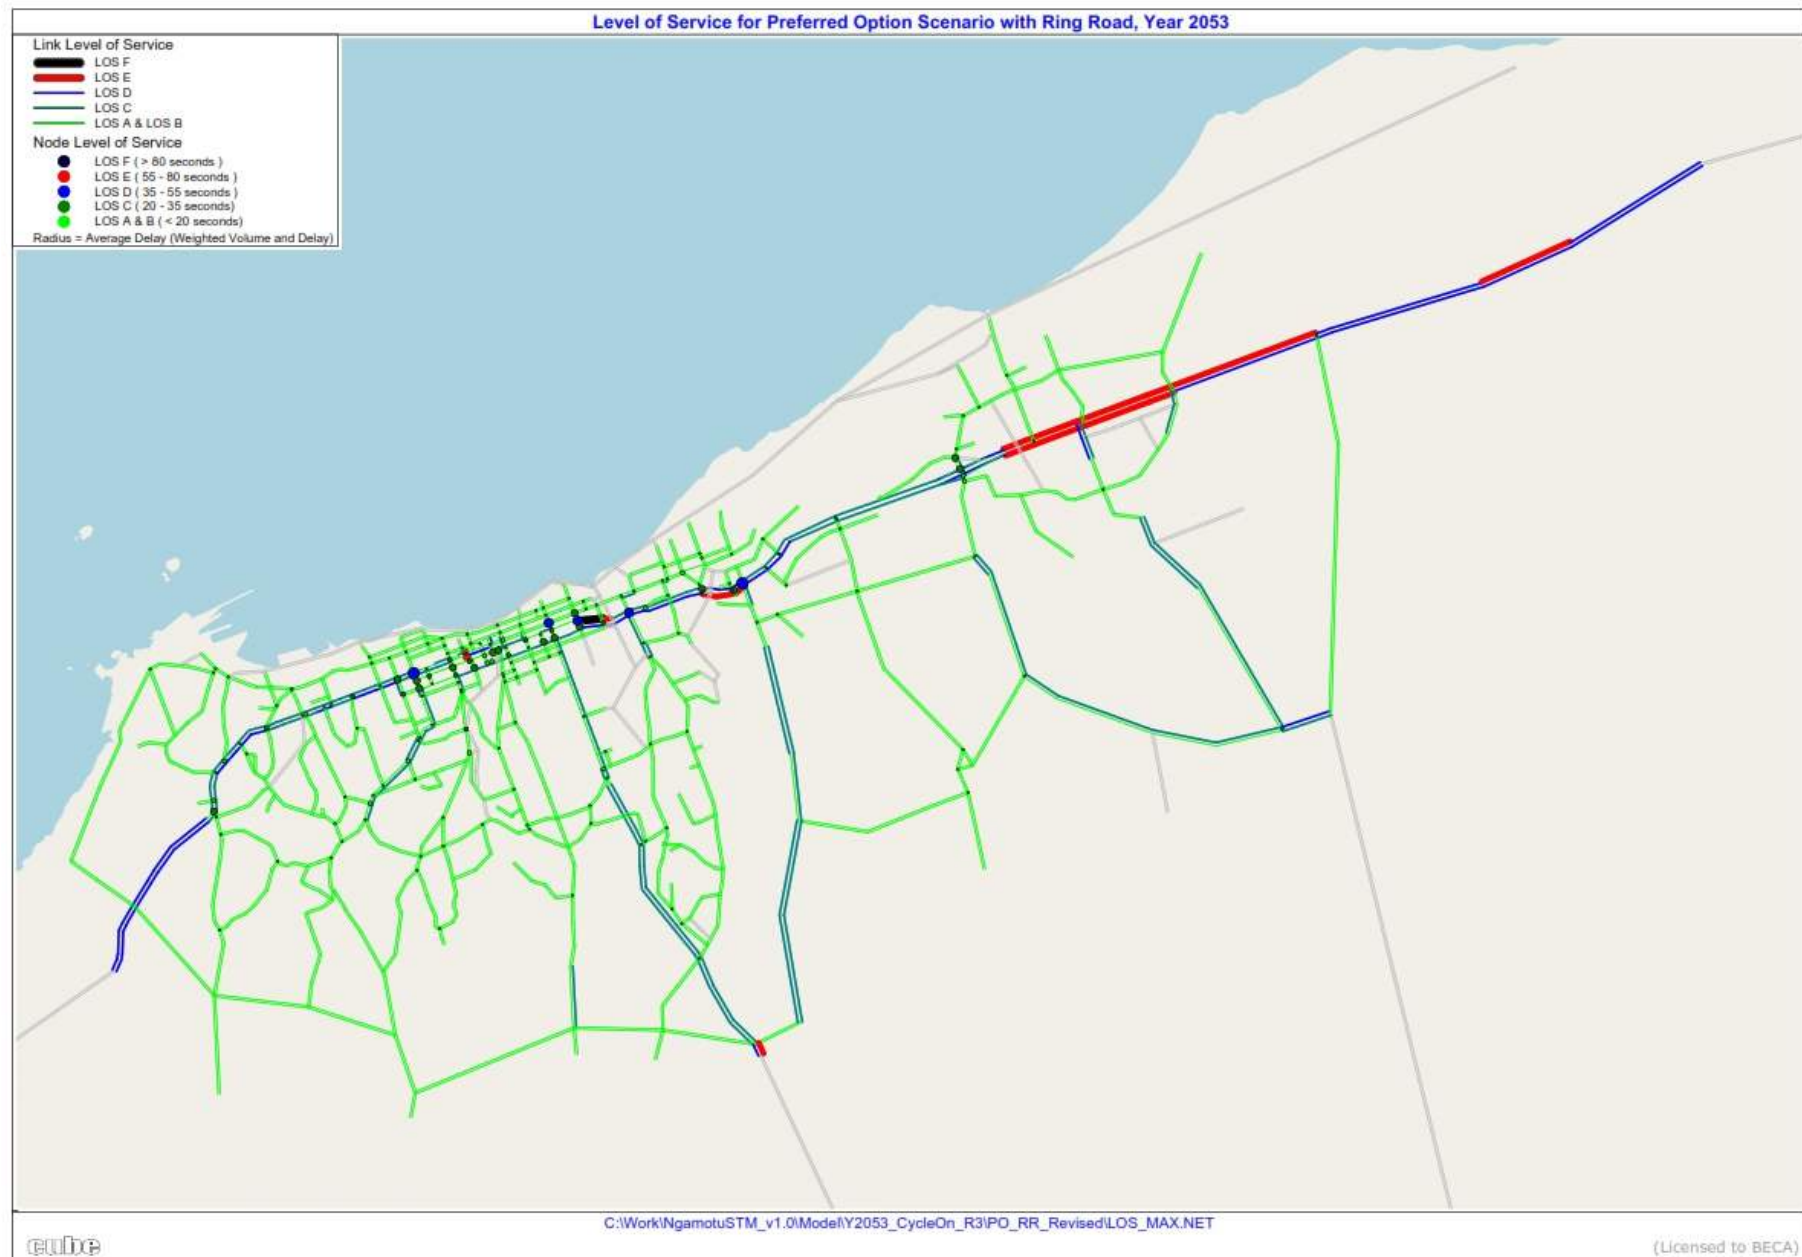 Level of Service for Preferred Option Scenario with Ring Road, Year 2053
Link Level of Service
LOS F
LOS E
LOS D
LOS C
LOS A & LOS B
Node Level of Service
LOS F ( > 80 seconds )
LOS E ( 55 - 80 seconds )
LOS D ( 35 - 55 seconds )
LOS C ( 20 - 35 seconds)
LOS A & B ( < 20 seconds)
Radius = Average Delay (Weighted Volume and Delay)
C:\Work\NgamotuSTM_v1.0\Model\Y2053_CycleOn_R3\PO_RR_Revised\LOS_MAX.NET
cube
(Licensed to BECA)